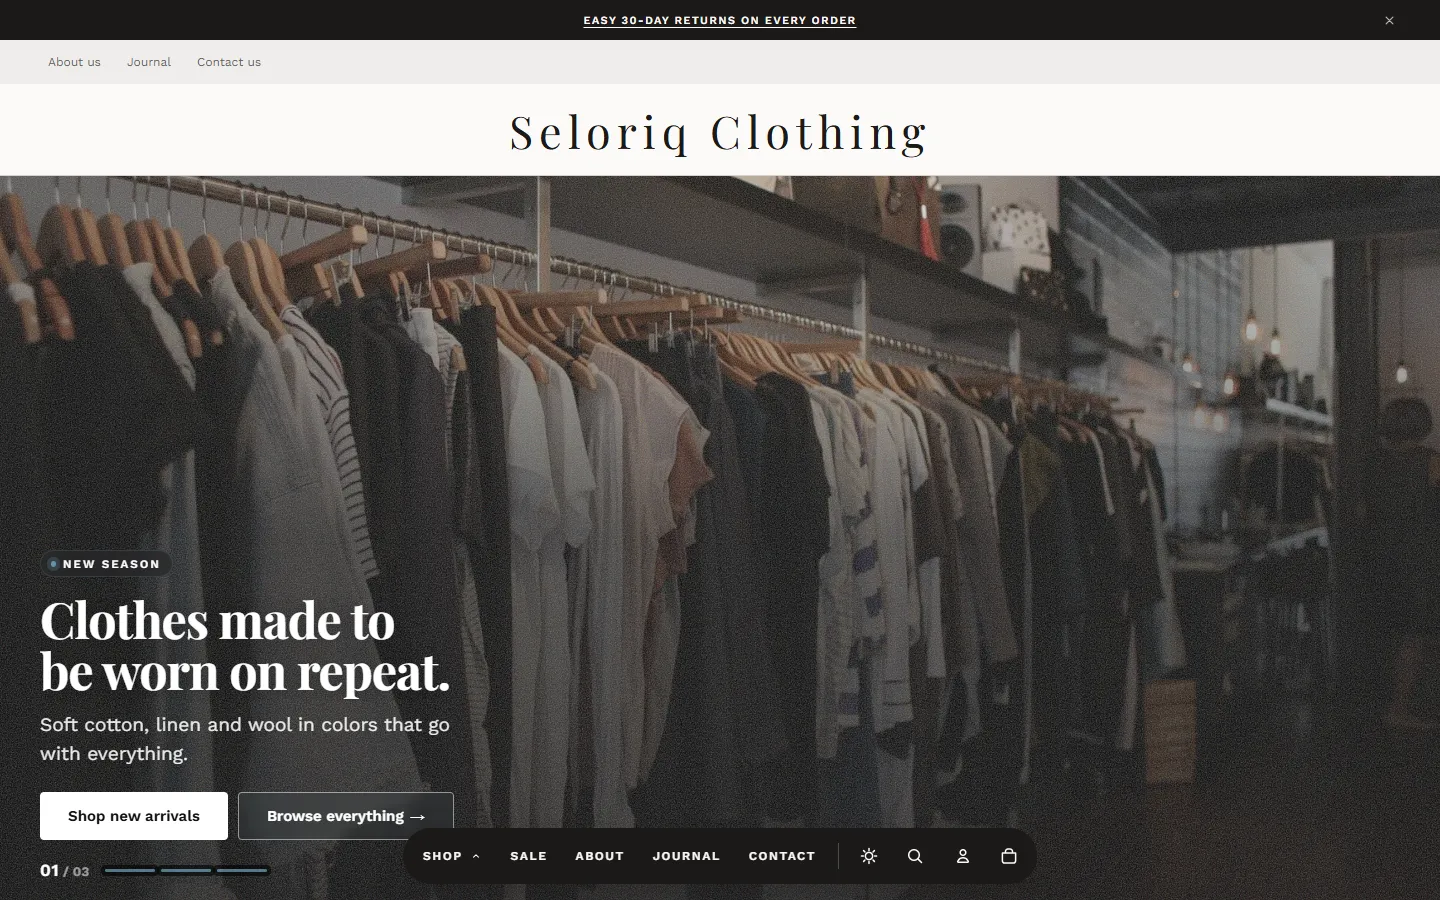 EASY 30-DAY RETURNS ON EVERY ORDER
About us Journal Contact us
Seloriq Clothing
NEW SEASON
Clothes made to
be worn on repeat.
Soft cotton, linen and wool in colors that go
with everything.
Shop new arrivals Browse everything →
01 / 03
SHOP SALE ABOUT JOURNAL CONTACT